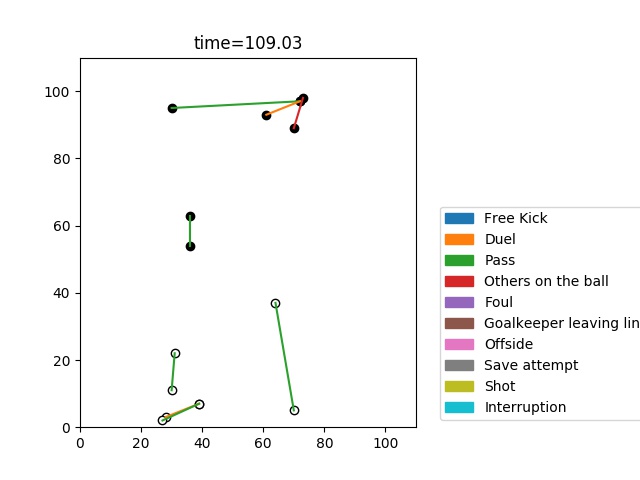 time=109.03
100
80
60
40
20
0
0 20 40 60 80 100
Free Kick
Duel
Pass
Others on the ball
Foul
Goalkeeper leaving lin
Offside
Save attempt
Shot
Interruption